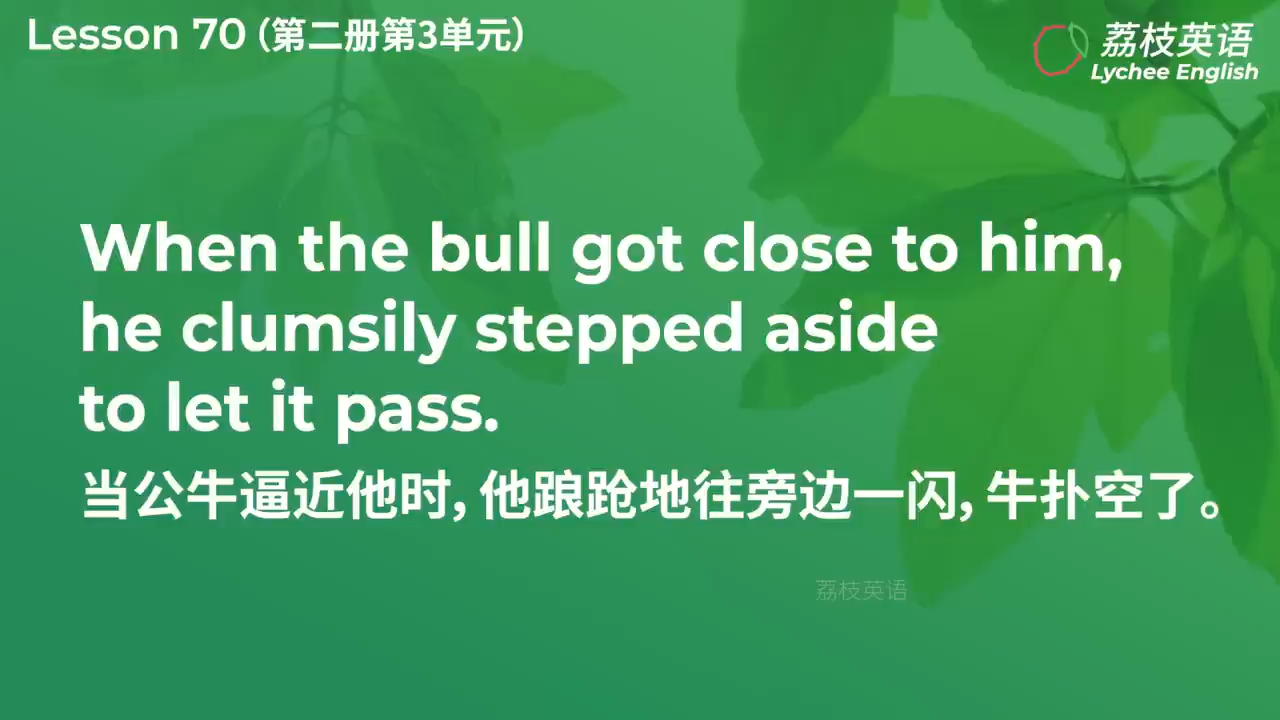 Lesson 70 (第二册第3单元)
荔枝英语
Lychee English
When the bull got close to him,
he clumsily stepped aside
to let it pass.
当公牛逼近他时, 他踉跄地往旁边一闪, 牛扑空了。
荔枝英语